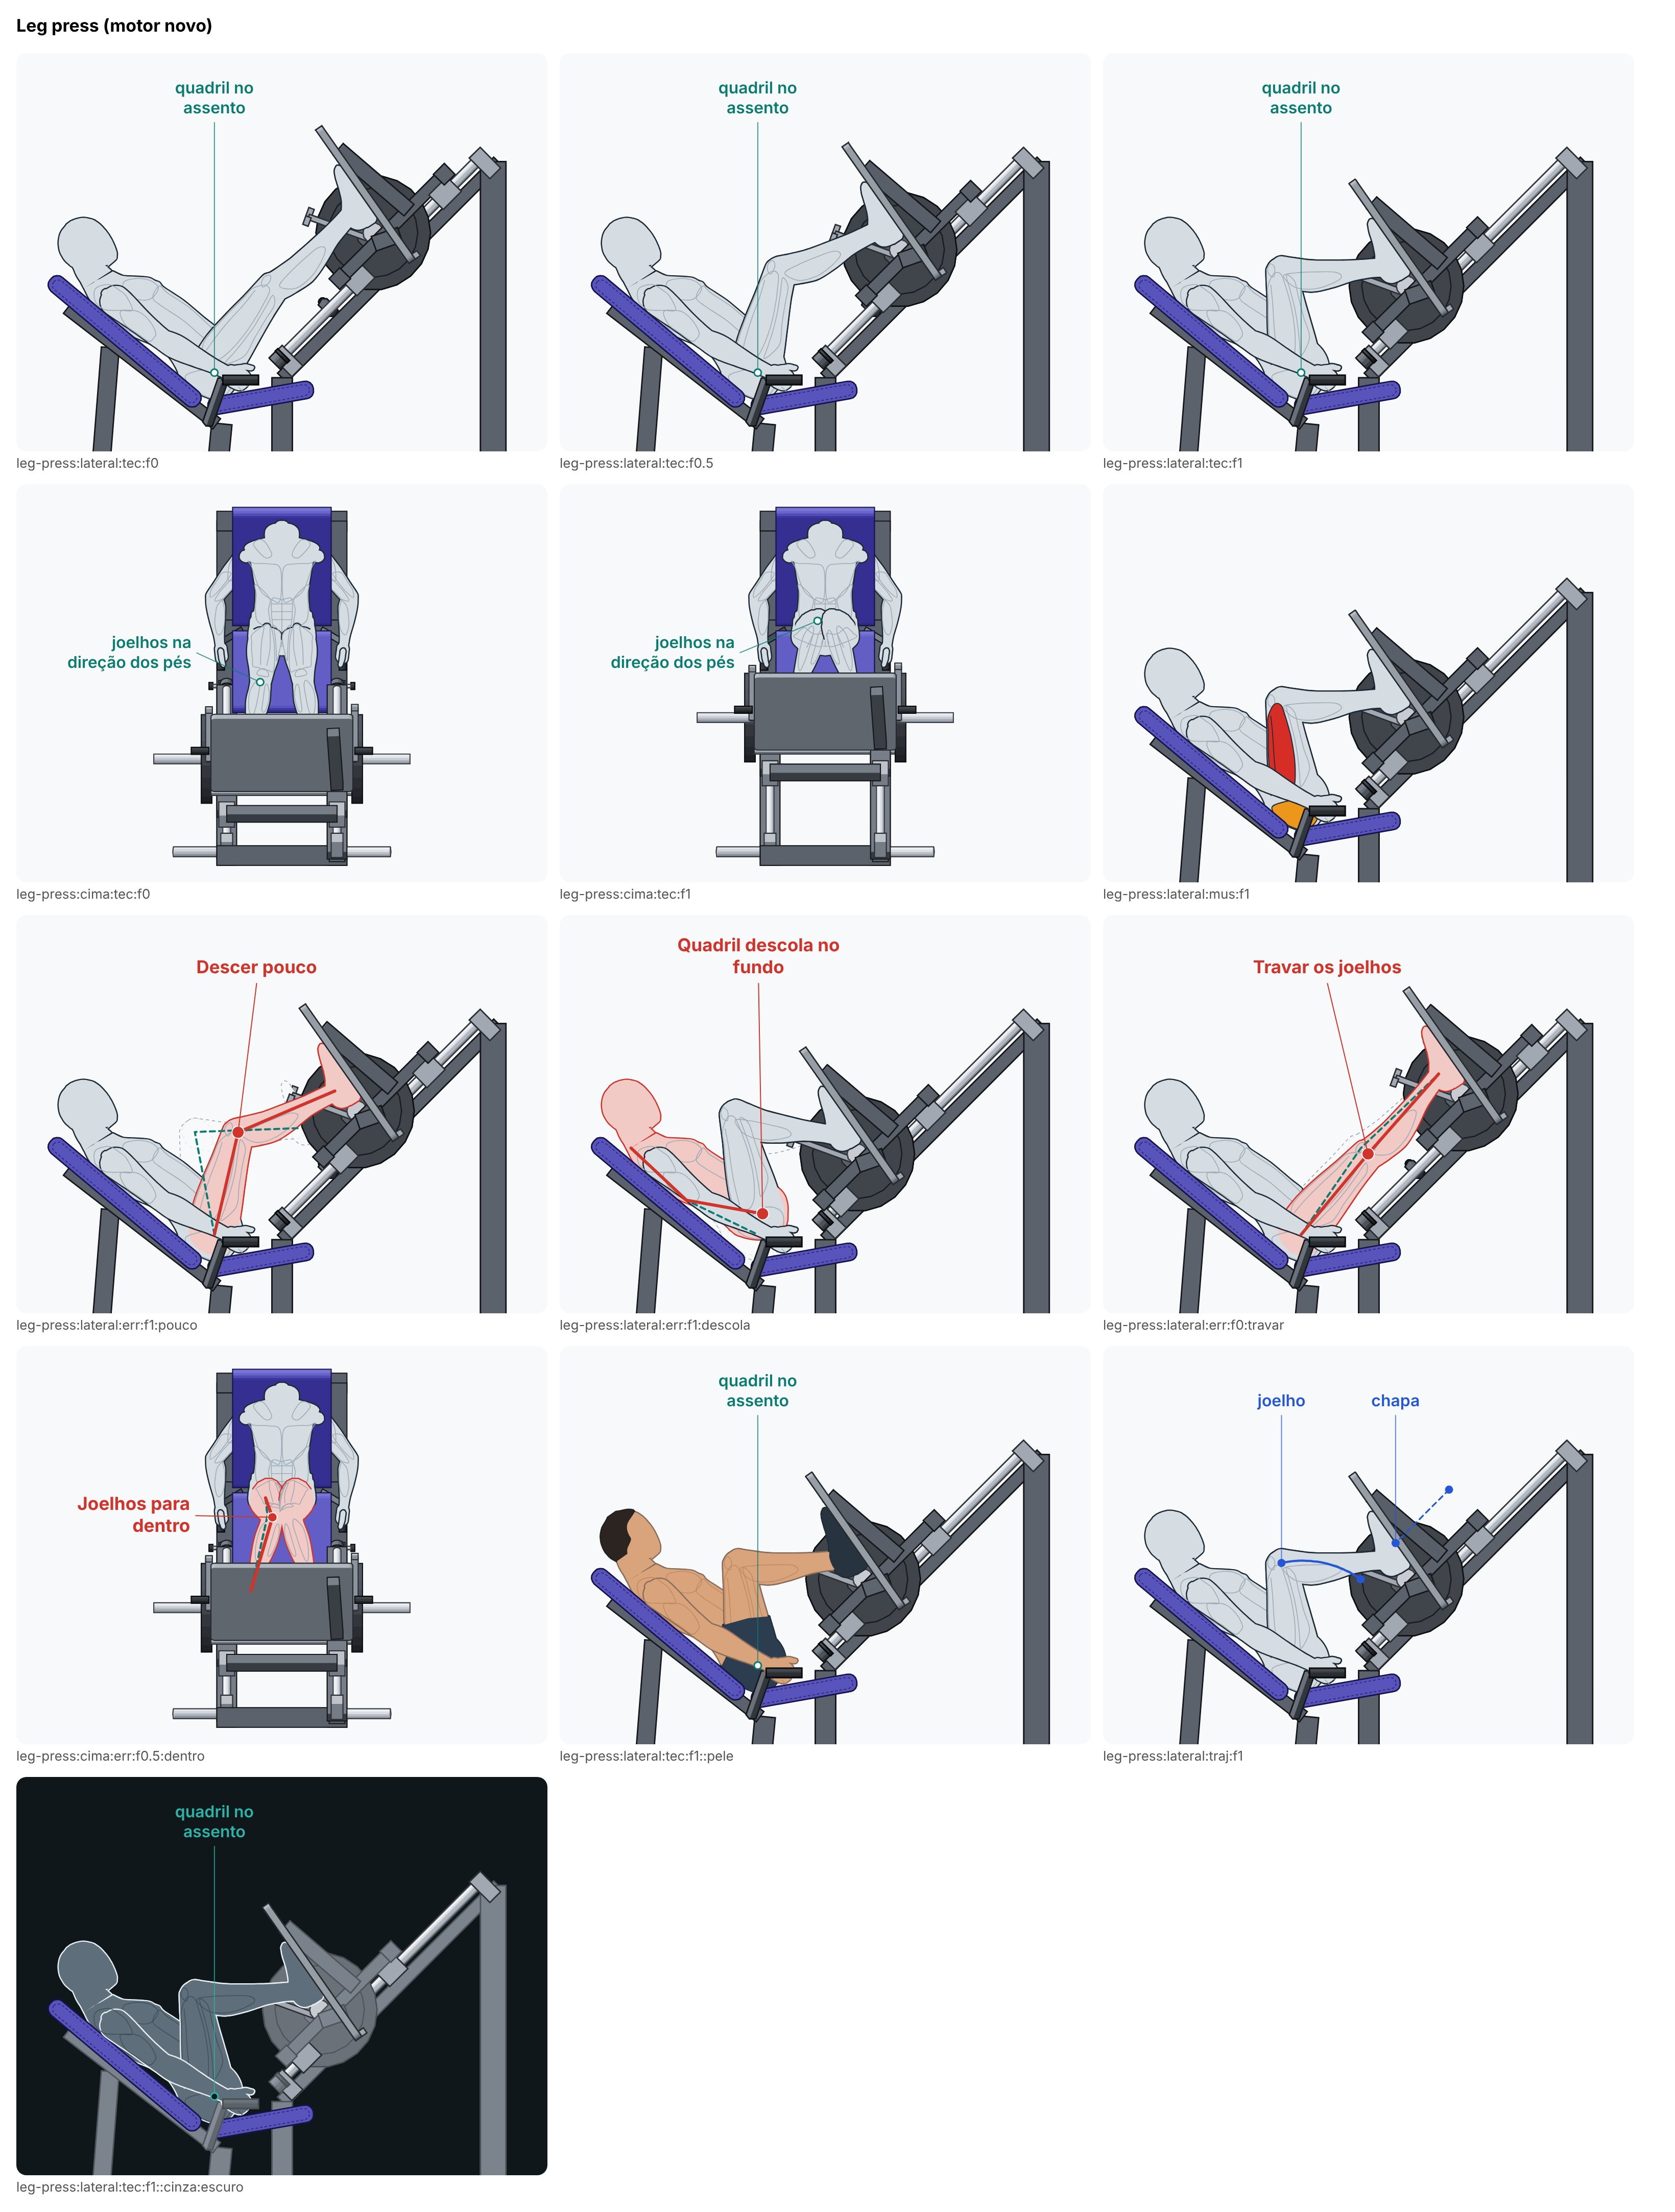 Leg press (motor novo)
quadril no
assento
quadril no
assento
quadril no
assento
leg-press:lateral:tec:f0
leg-press:lateral:tec:f0.5
leg-press:lateral:tec:f1
joelhos na
direção dos pés
joelhos na
direção dos pés
leg-press:cima:tec:f0
leg-press:cima:tec:f1
leg-press:lateral:mus:f1
Descer pouco
Quadril descola no
fundo
Travar os joelhos
leg-press:lateral:err:f1:pouco
leg-press:lateral:err:f1:descola
leg-press:lateral:err:f0:travar
Joelhos para
dentro
quadril no
assento
joelho
chapa
leg-press:cima:err:f0.5:dentro
leg-press:lateral:tec:f1::pele
leg-press:lateral:traj:f1
quadril no
assento
leg-press:lateral:tec:f1::cinza:escuro